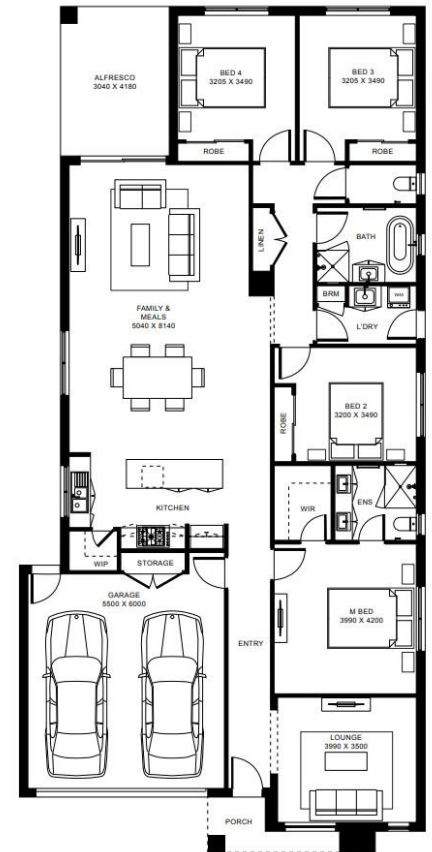 ALFRESCO
3040 X 4180
BED 4
3205 X 3490
BED 3
3205 X 3490
ROBE
ROBE
LINEN
BATH
FAMILY &
MEALS
5040 X 8140
BRM
WM
L'DRY
BED 2
3200 X 3490
ROBE
KITCHEN
WIR
ENS
WIP
STORAGE
GARAGE
5500 X 6000
M BED
3990 X 4200
ENTRY
LOUNGE
3990 X 3500
PORCH